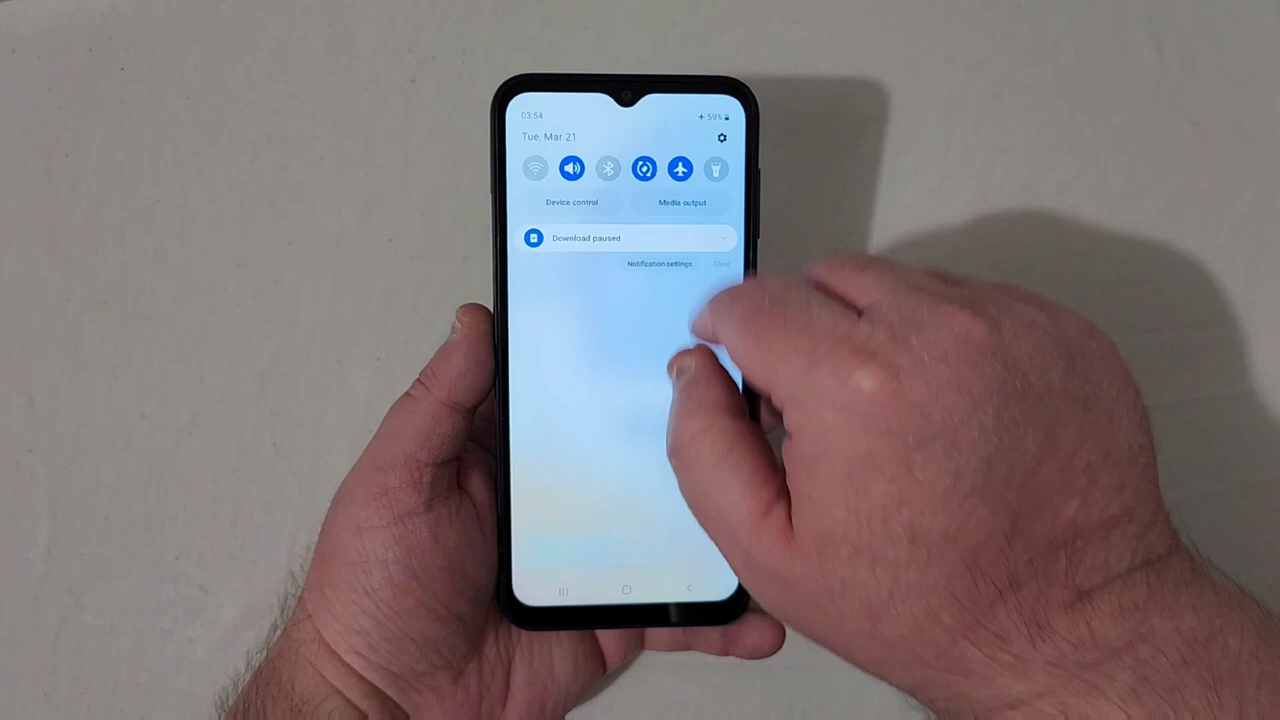 03:54 59%
Tue, Mar 21
Device control Media output
Download paused
Notification settings Clear